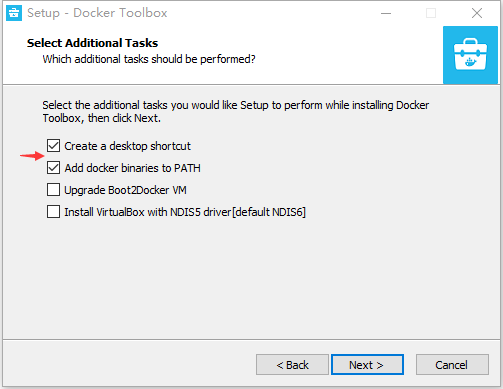 Setup - Docker Toolbox
Select Additional Tasks
Which additional tasks should be performed?
Select the additional tasks you would like Setup to perform while installing Docker
Toolbox, then click Next.
Create a desktop shortcut
Add docker binaries to PATH
Upgrade Boot2Docker VM
Install VirtualBox with NDIS5 driver[default NDIS6]
< Back
Next >
Cancel